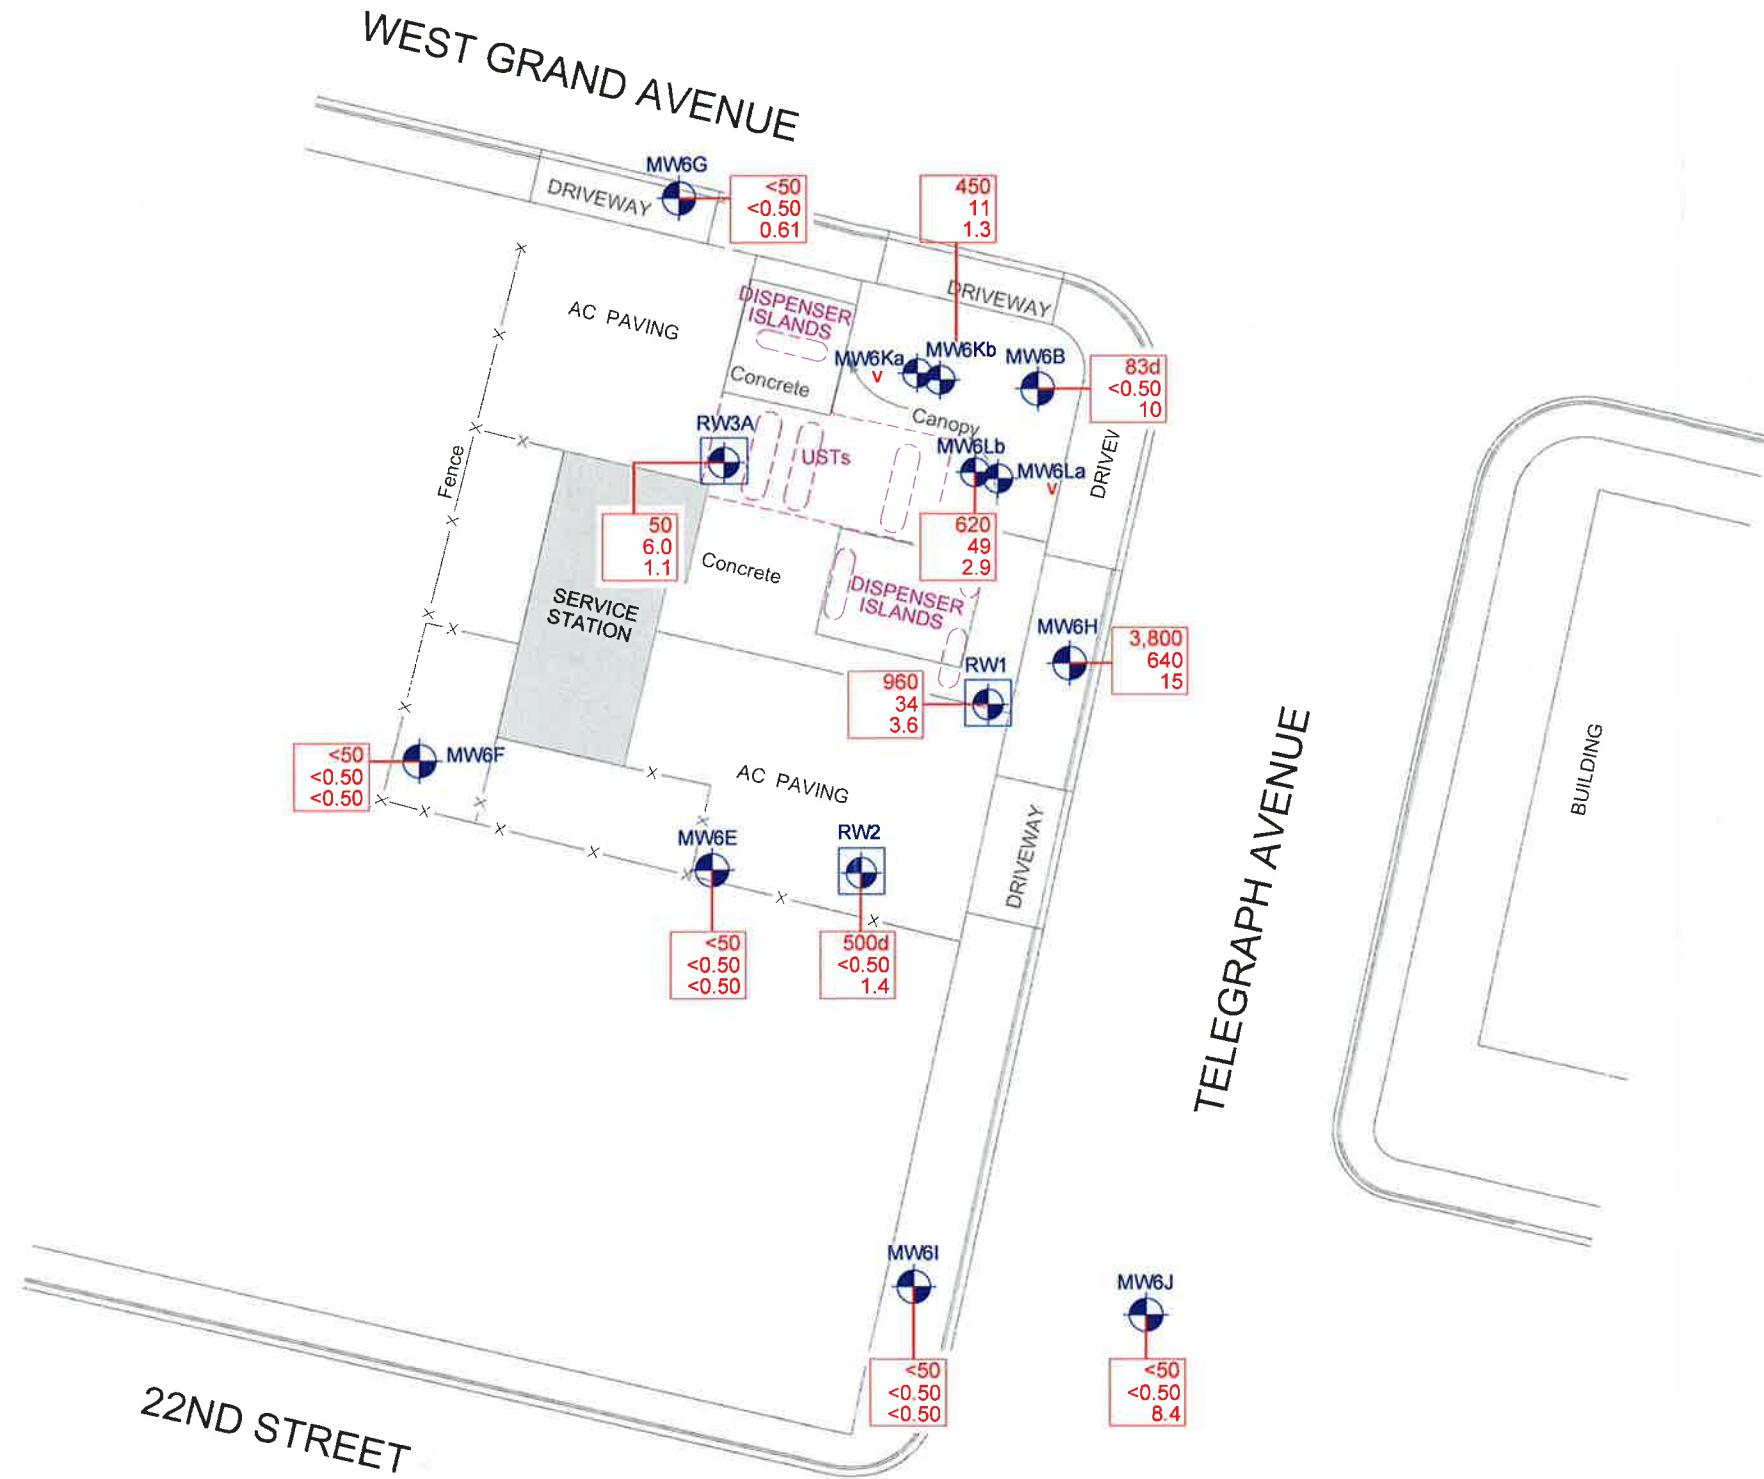 WEST GRAND AVENUE
MW6G
DRIVEWAY
<50
<0.50
0.61
450
11
1.3
DRIVEWAY
DISPENSER
ISLANDS
AC PAVING
MW6Ka
v
MW6Kb
MW6B
83d
<0.50
10
Concrete
Canopy
RW3A
USTs
MW6Lb
MW6La
v
DRIVEV
Fence
50
6.0
1.1
620
49
2.9
Concrete
DISPENSER
ISLANDS
SERVICE
STATION
MW6H
3,800
640
15
RW1
960
34
3.6
MW6F
<50
<0.50
<0.50
AC PAVING
BUILDING
TELEGRAPH AVENUE
MW6E
RW2
DRIVEWAY
<50
<0.50
<0.50
500d
<0.50
1.4
MW6I
MW6J
<50
<0.50
<0.50
<50
<0.50
8.4
22ND STREET